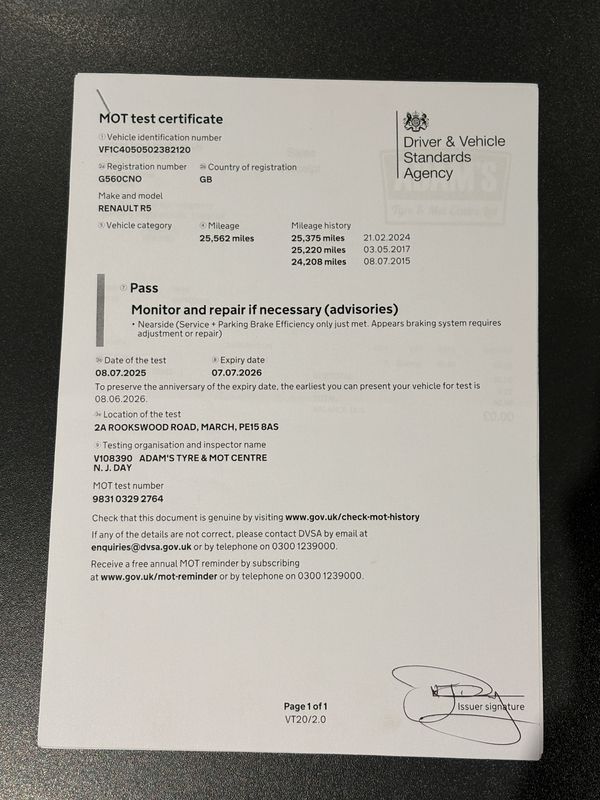 MOT test certificate
① Vehicle identification number
VF1C4050502382120
Registration number
Country of registration
G560CNO
GB
Make and model
RENAULT R5
Driver & Vehicle
Standards
Agency
Vehicle category
④ Mileage
Mileage history
25,562 miles
25,375 miles 21.02.2024
25,220 miles 03.05.2017
24,208 miles 08.07.2015
⑦ Pass
Monitor and repair if necessary (advisories)
• Nearside (Service + Parking Brake Efficiency only just met. Appears braking system requires
adjustment or repair)
Date of the test
⑧ Expiry date
08.07.2025
07.07.2026
To preserve the anniversary of the expiry date, the earliest you can present your vehicle for test is
08.06.2026.
Location of the test
2A ROOKSWOOD ROAD, MARCH, PE15 8AS
⑨ Testing organisation and inspector name
V108390 ADAM'S TYRE & MOT CENTRE
N. J. DAY
MOT test number
9831 0329 2764
Check that this document is genuine by visiting www.gov.uk/check-mot-history
If any of the details are not correct, please contact DVSA by email at
enquiries@dvsa.gov.uk or by telephone on 0300 1239000.
Receive a free annual MOT reminder by subscribing
at www.gov.uk/mot-reminder or by telephone on 0300 1239000.
Issuer signature
Page 1 of 1
VT20/2.0